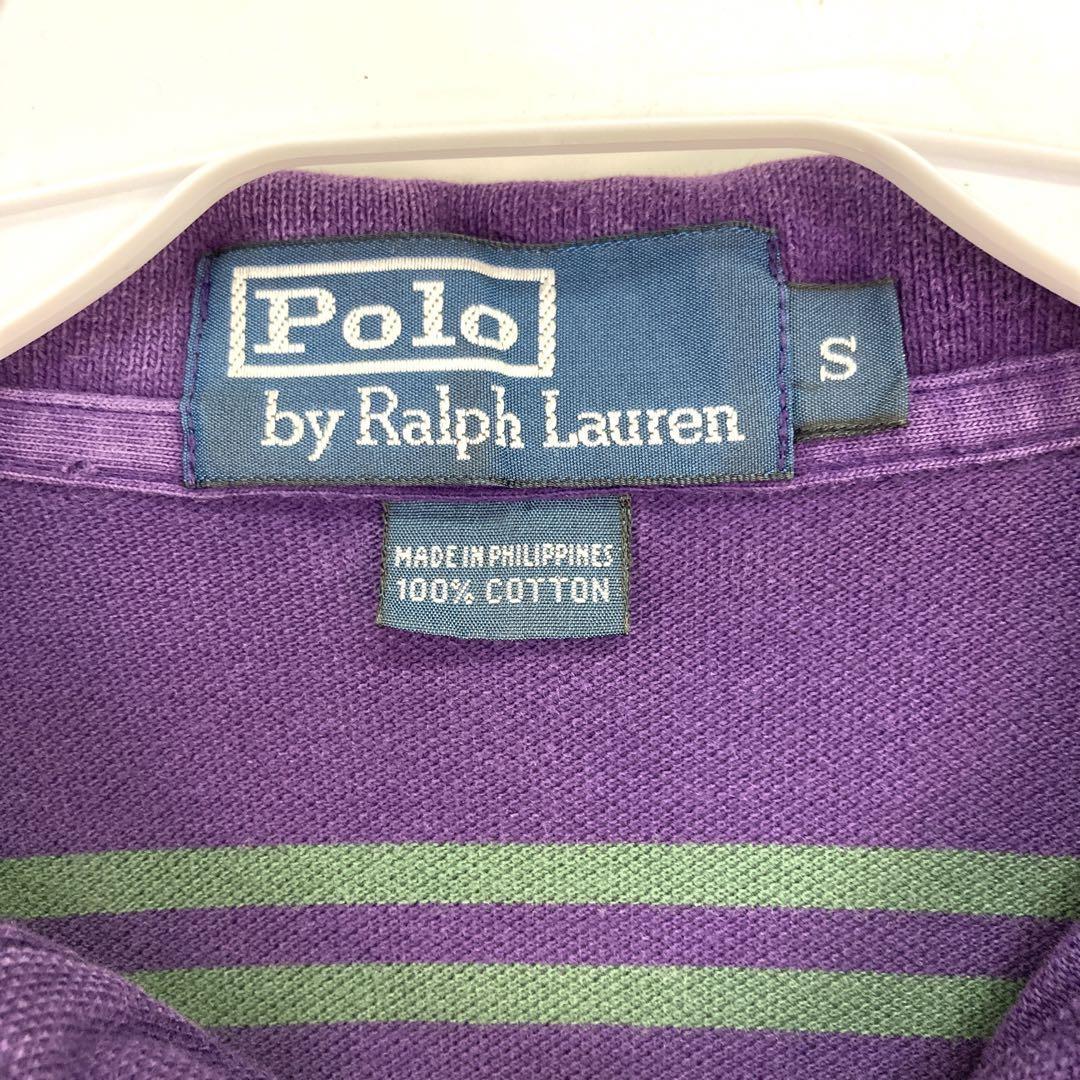 Polo
by Ralph Lauren
S
MADE IN PHILIPPINES
100% COTTON